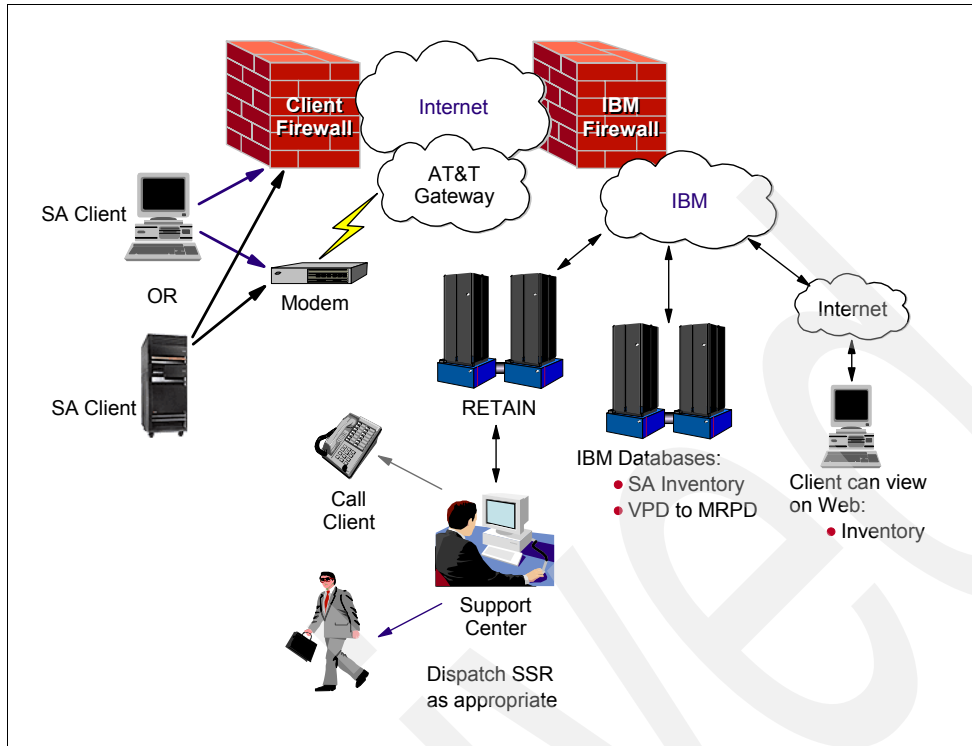 Client
Firewall
Internet
IBM
Firewall
AT&T
Gateway
SA Client
OR
SA Client
Modem
IBM
Internet
RETAIN
IBM Databases:
• SA Inventory
• VPD to MRPD
Client can view
on Web:
• Inventory
Call
Client
Support
Center
Dispatch SSR
as appropriate